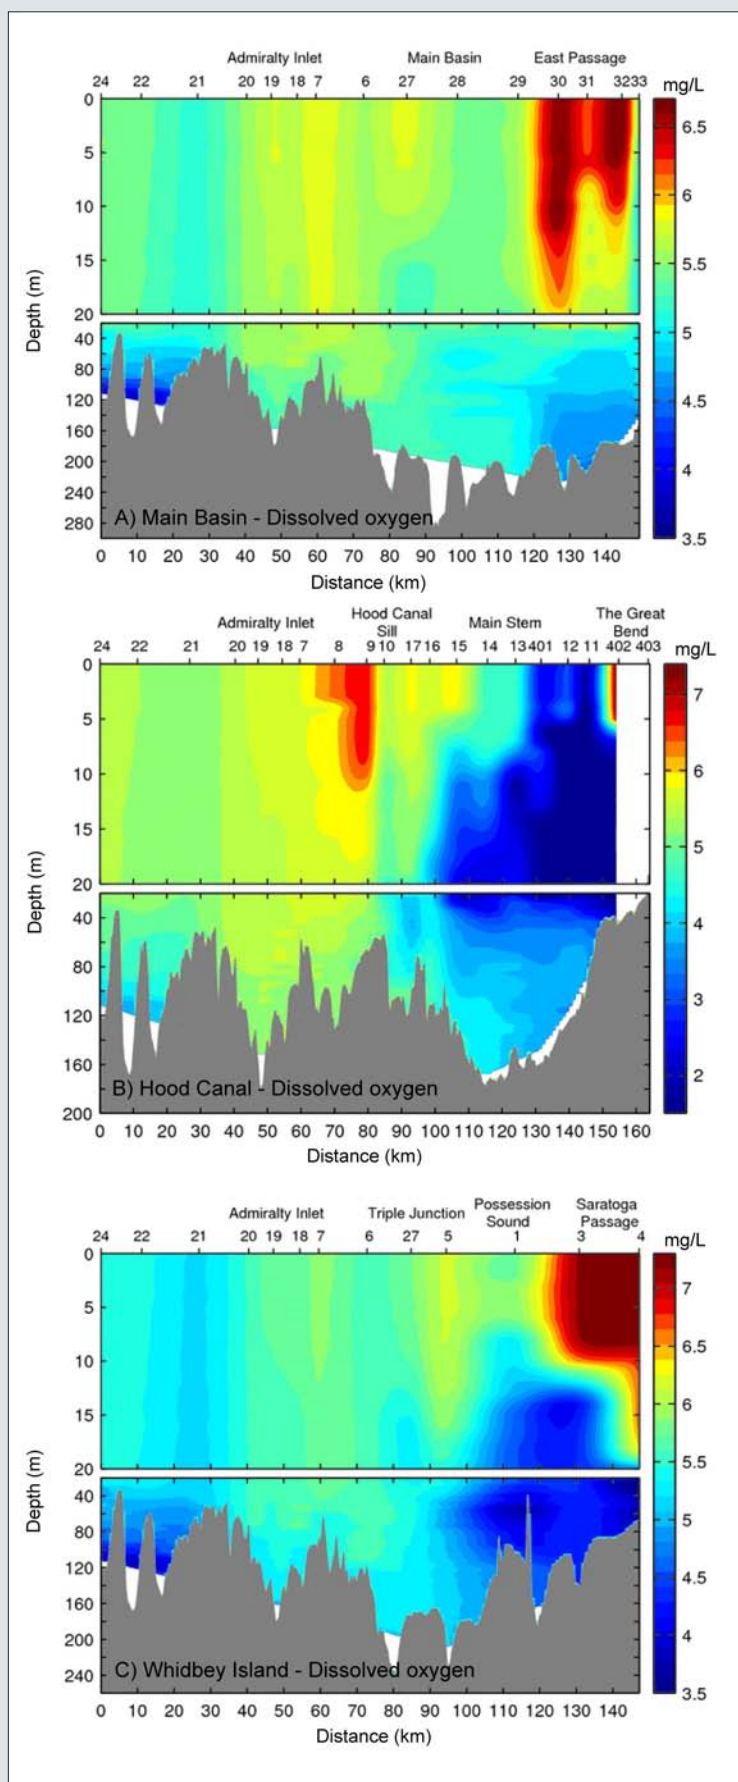 Admiralty Inlet Main Basin East Passage
24 22 21 20 19 18 7 6 27 28 29 30 31 3233 mg/L
0 5 10 15 20
40 80 120 160 200 240 280
Depth (m)
6.5 6 5.5 5 4.5 4 3.5
A) Main Basin - Dissolved oxygen
0 10 20 30 40 50 60 70 80 90 100 110 120 130 140
Distance (km)
Admiralty Inlet Hood Canal Main Stem The Great
Sill Bend
24 22 21 20 19 18 7 8 9 10 17 16 15 14 13 401 12 11 402 403 mg/L
0 5 10 15 20
40 80 120 160 200
Depth (m)
7 6 5 4 3 2
B) Hood Canal - Dissolved oxygen
0 10 20 30 40 50 60 70 80 90 100 110 120 130 140 150 160
Distance (km)
Admiralty Inlet Triple Junction Possession Saratoga
Sound Passage
24 22 21 20 19 18 7 6 27 5 1 3 4 mg/L
0 5 10 15 20
40 80 120 160 200 240
Depth (m)
7 6.5 6 5.5 5 4.5 4 3.5
C) Whidbey Island - Dissolved oxygen
0 10 20 30 40 50 60 70 80 90 100 110 120 130 140
Distance (km)